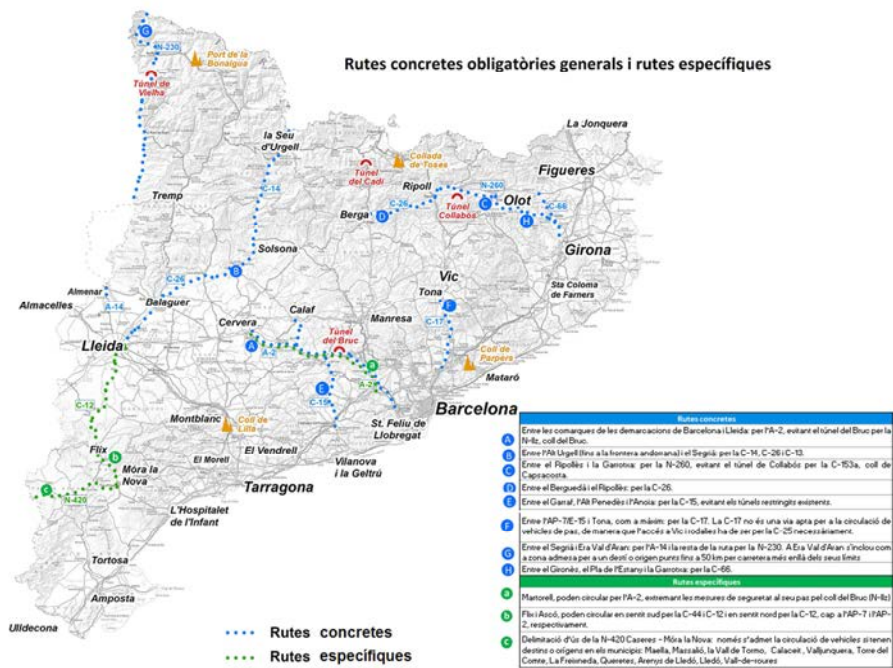 Rutes concretes obligatòries generals i rutes específiques
G
N-230
Port de la
Bonaigua
Túnel de
Vielha
la Seu
d'Urgell
La Jonquera
Collada
de Toses
Túnel
del Cadí
Figueres
Tremp
C-14
Ripoll
N-260
Olot
C-26
C
C-66
Berga
D
Túnel
Collabós
H
Girona
Solsona
B
C-26
Vic
Almenar
Tona
F
Sta Coloma
de Farners
Almacelles
A-14
Balaguer
Calaf
Manresa
C-17
Cervera
Lleida
A
A-2
Túnel
del Bruc
a
A-2
Coll de
Parpers
Mataró
C-12
E
C-15
Barcelona
Montblanc
Coll de
Lilla
St. Feliu de
Llobregat
Flix
b
El Morell
El Vendrell
Vilanova
i la Geltrú
Móra la
Nova
c
N-420
Tarragona
L'Hospitalet
de l'Infant
Tortosa
Amposta
Ulldecona
Rutes concretes
Rutes específiques
Rutes concretes
A Entre les comarques de les demarcacions de Barcelona i Lleida: per l'A-2, evitant el túnel del Bruc per la
N-IIz, coll del Bruc.
B Entre l'Alt Urgell (fins a la frontera andorrana) i el Segrià: per la C-14, C-26 i C-13.
C Entre el Ripollès i la Garrotxa: per la N-260, evitant el túnel de Collabós per la C-153a, coll de
Capsacosta.
D Entre el Berguedà i el Ripollès: per la C-26.
E Entre el Garraf, l'Alt Penedès i l'Anoia: per la C-15, evitant els túnels restringits existents.
F Entre l'AP-7/E-15 i Tona, com a màxim: per la C-17. La C-17 no és una via apta per a la circulació de
vehicles de pas, de manera que l'accés a Vic i rodalies ha de ser per la C-25 necessàriament.
G Entre el Segrià i Era Val d'Aran: per l'A-14 i la resta de la ruta per la N-230. A Era Val d'Aran s'inclou com
a zona admesa per a un destí o origen punts fins a 50 km per carretera més enllà dels seus límits
H Entre el Gironès, el Pla de l'Estany i la Garrotxa: per la C-66.
Rutes específiques
a Martorell, poden circular per l'A-2, extremant les mesures de seguretat al seu pas pel coll del Bruc (N-IIz)
b Flix i Ascó, poden circular en sentit sud per la C-44 i C-12 i en sentit nord per la C-12, cap a l'AP-7 i l'AP-
2, respectivament.
c Delimitació d'ús de la N-420 Caseres - Móra la Nova: només s'admet la circulació de vehicles si tenen
destins o orígens en els municipis: Maella, Massalió, la Vall de Tormo, Calaceit, Valljunquera, Torre del
Comte, La Freixneda, Queretes, Arenys de Lledó, Lledó, Vall-de-roures